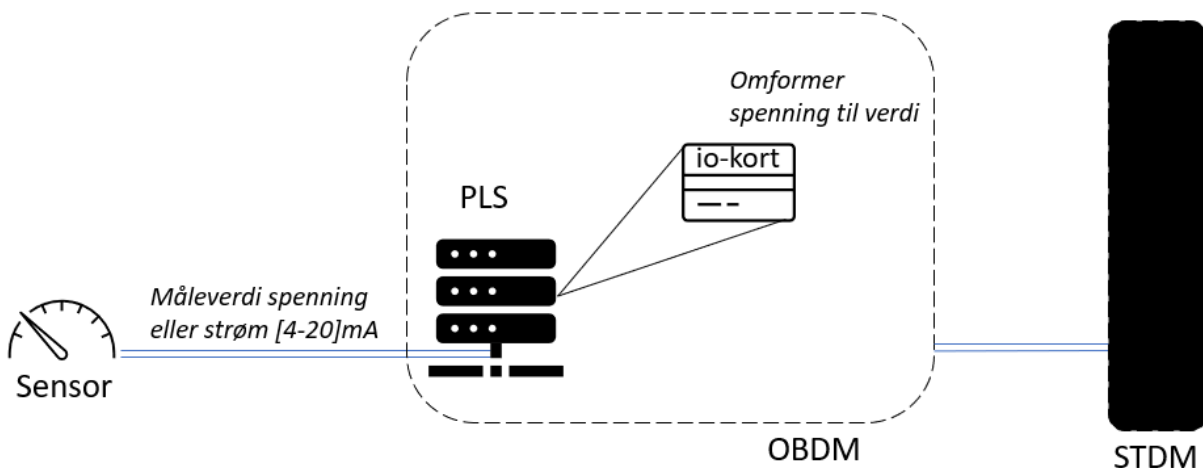 Omformer
spenning til verdi
io-kort
PLS
Måleverdi spenning
eller strøm [4-20]mA
Sensor
OBDM
STDM